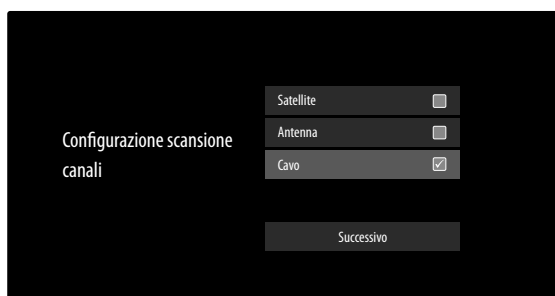 Configurazione scansione
canali
Satellite
Antenna
Cavo
Successivo